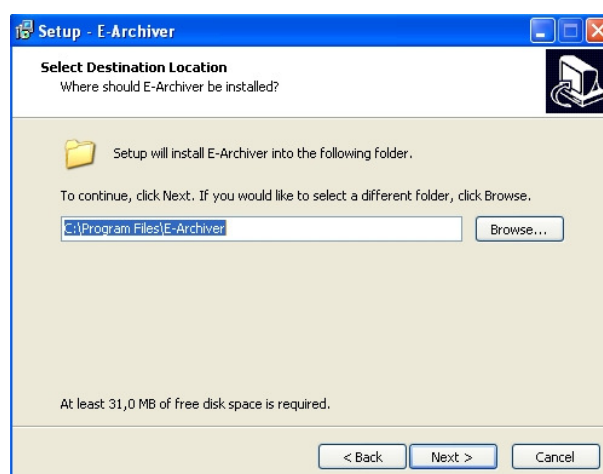 Setup - E-Archiver
Select Destination Location
Where should E-Archiver be installed?
Setup will install E-Archiver into the following folder.
To continue, click Next. If you would like to select a different folder, click Browse.
C:\Program Files\E-Archiver
Browse...
At least 31,0 MB of free disk space is required.
< Back
Next >
Cancel